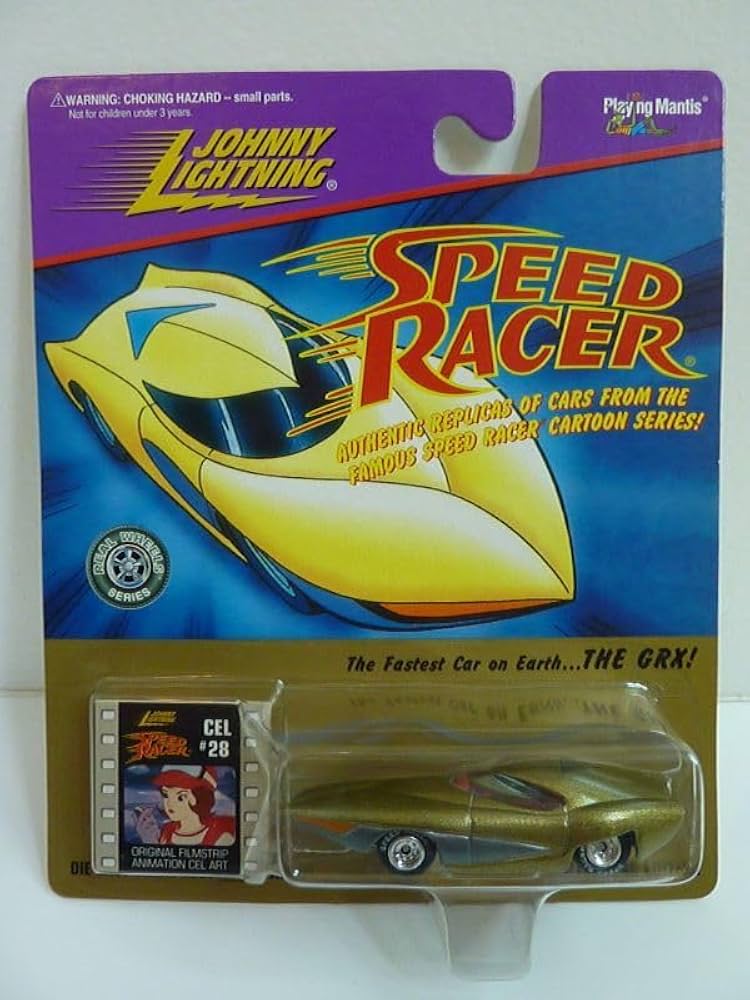 ⚠WARNING: CHOKING HAZARD -- small parts.
Not for children under 3 years.
Playing Mantis®
JOHNNY
LIGHTNING®
SPEED
RACER®
AUTHENTIC REPLICAS OF CARS FROM THE
FAMOUS SPEED RACER CARTOON SERIES!
REAL WHEELS™
SERIES
The Fastest Car on Earth...THE GRX!
JOHNNY
LIGHTNING
SPEED
RACER
CEL
#28
ORIGINAL FILMSTRIP
ANIMATION CEL ART
DIE